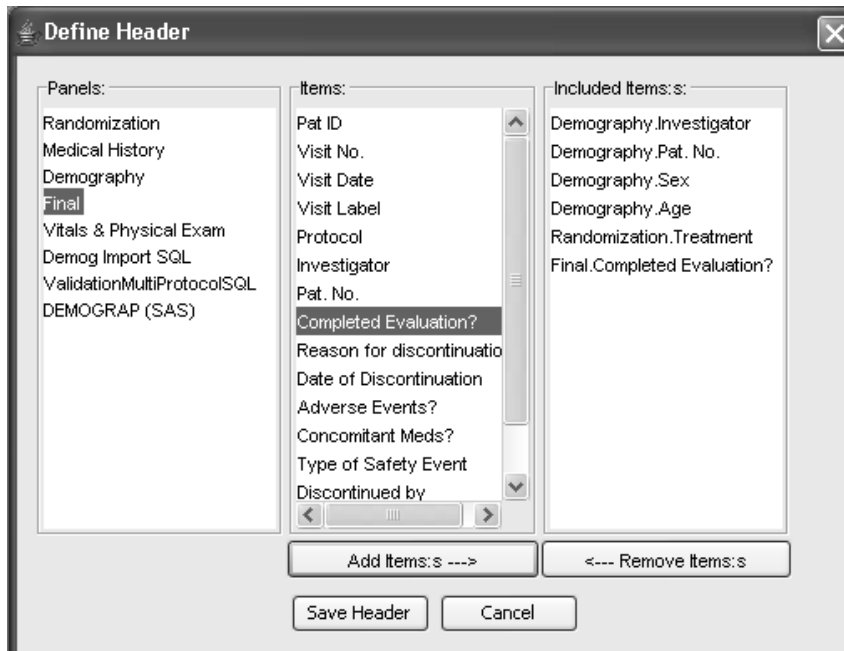 Define Header
Panels:
Randomization
Medical History
Demography
Final
Vitals & Physical Exam
Demog Import SQL
ValidationMultiProtocolSQL
DEMOGRAP (SAS)
Items:
Pat ID
Visit No.
Visit Date
Visit Label
Protocol
Investigator
Pat. No.
Completed Evaluation?
Reason for discontinuatio
Date of Discontinuation
Adverse Events?
Concomitant Meds?
Type of Safety Event
Discontinued by
Included Items:s:
Demography.Investigator
Demography.Pat. No.
Demography.Sex
Demography.Age
Randomization.Treatment
Final.Completed Evaluation?
Add Items:s --->
<--- Remove Items:s
Save Header
Cancel